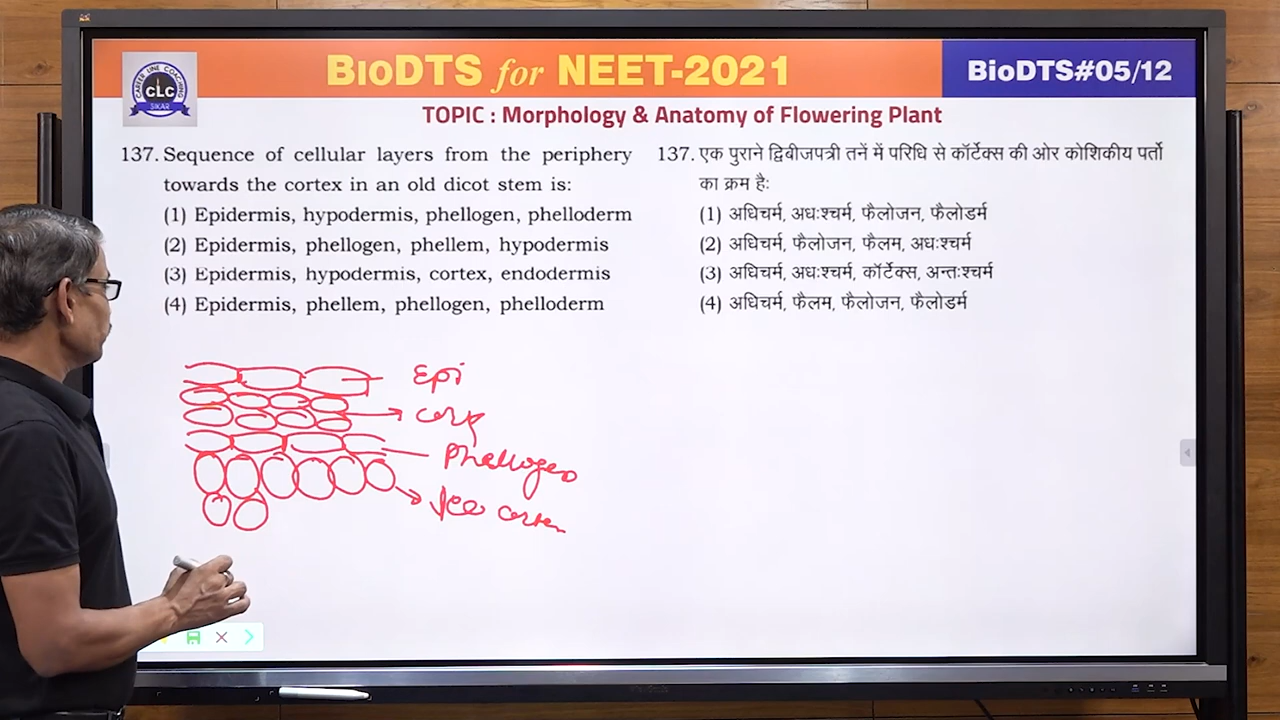 CAREER LINE COACHING
CLC
SIKAR
BIODTS for NEET-2021
BioDTS#05/12
TOPIC : Morphology & Anatomy of Flowering Plant
137. Sequence of cellular layers from the periphery
towards the cortex in an old dicot stem is:
(1) Epidermis, hypodermis, phellogen, phelloderm
(2) Epidermis, phellogen, phellem, hypodermis
(3) Epidermis, hypodermis, cortex, endodermis
(4) Epidermis, phellem, phellogen, phelloderm
137. एक पुराने द्विबीजपत्री तनें में परिधि से कॉर्टेक्स की ओर कोशिकीय पर्तो
का क्रम हैः
(1) अधिचर्म, अधःश्चर्म, फैलोजन, फैलोडर्म
(2) अधिचर्म, फैलोजन, फैलम, अधःश्चर्म
(3) अधिचर्म, अधःश्चर्म, कॉर्टेक्स, अन्तःश्चर्म
(4) अधिचर्म, फैलम, फैलोजन, फैलोडर्म
Epi
Cork
Phellogen
cortex